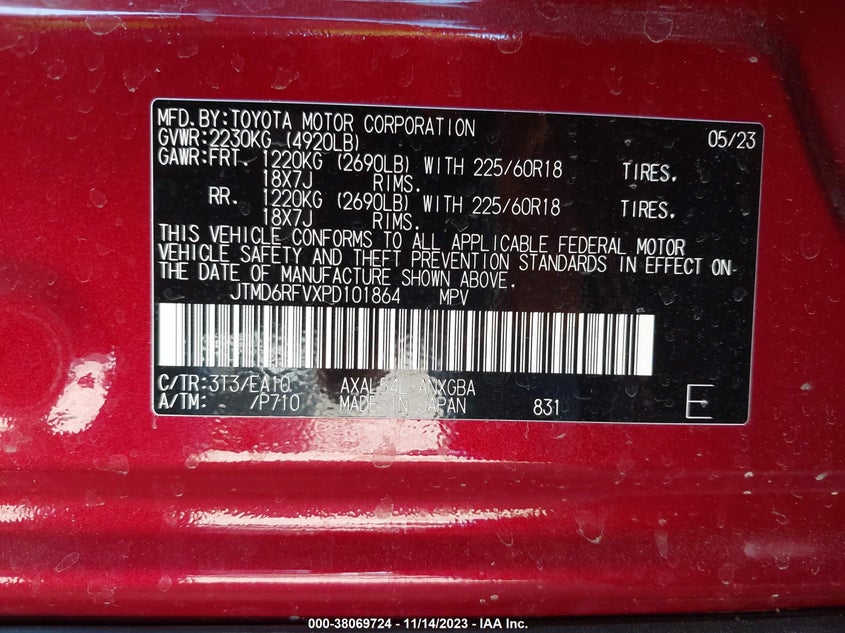 MFD.BY:TOYOTA MOTOR CORPORATION 05/23
GVWR:2230KG (4920LB)
GAWR:FRT. 1220KG (2690LB) WITH 225/60R18 TIRES.
18X7J RIMS.
RR. 1220KG (2690LB) WITH 225/60R18 TIRES.
18X7J RIMS.
THIS VEHICLE CONFORMS TO ALL APPLICABLE FEDERAL MOTOR
VEHICLE SAFETY AND THEFT PREVENTION STANDARDS IN EFFECT ON
THE DATE OF MANUFACTURE SHOWN ABOVE.
JTMD6RFVXPD101864 MPV
C/TR:3T3/EA10 AXAL54L-ANXGBA
A/TM: /P710 MADE IN JAPAN 831 E
000-38069724 - 11/14/2023 - IAA Inc.